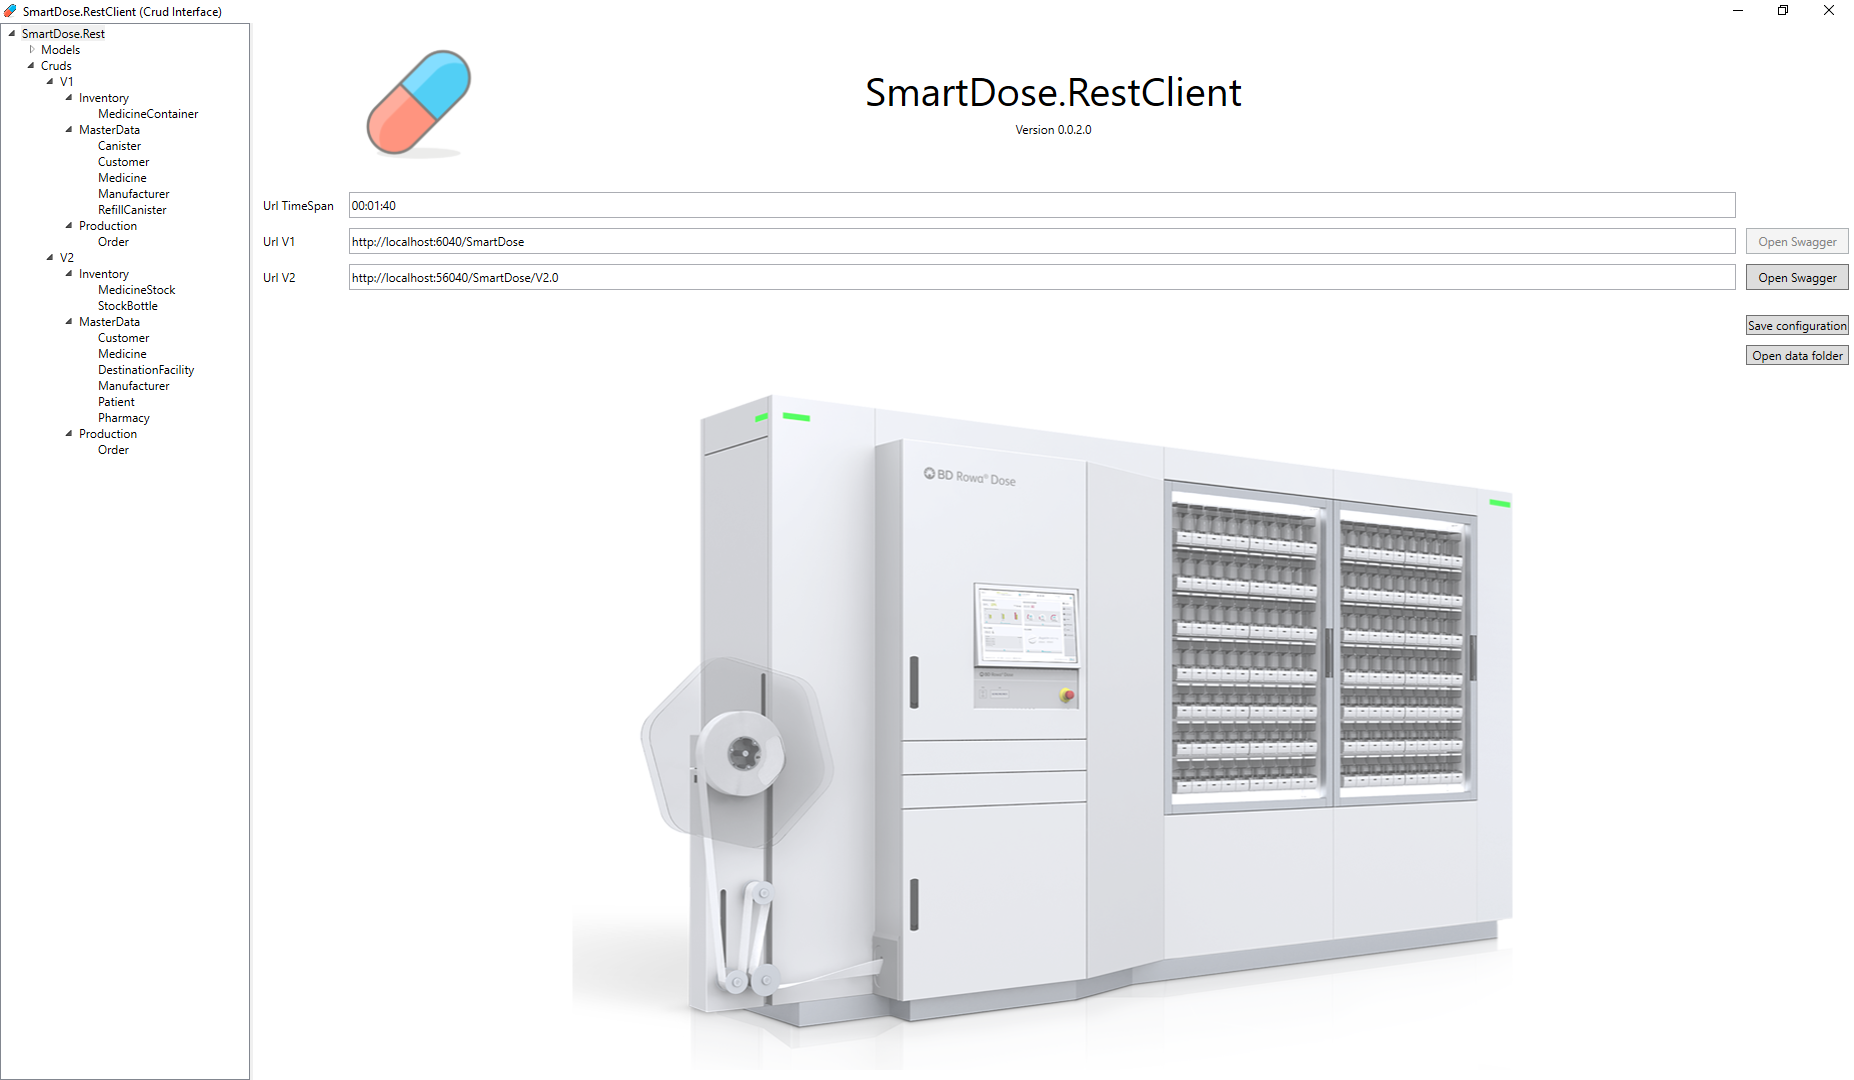 SmartDose.RestClient (Crud Interface)
SmartDose.Rest
Models
Cruds
V1
Inventory
MedicineContainer
MasterData
Canister
Customer
Medicine
Manufacturer
RefillCanister
Production
Order
V2
Inventory
MedicineStock
StockBottle
MasterData
Customer
Medicine
DestinationFacility
Manufacturer
Patient
Pharmacy
Production
Order
SmartDose.RestClient
Version 0.0.2.0
Url TimeSpan 00:01:40
Url V1 http://localhost:6040/SmartDose Open Swagger
Url V2 http://localhost:56040/SmartDose/V2.0 Open Swagger
Save configuration
Open data folder
BD Rowa® Dose